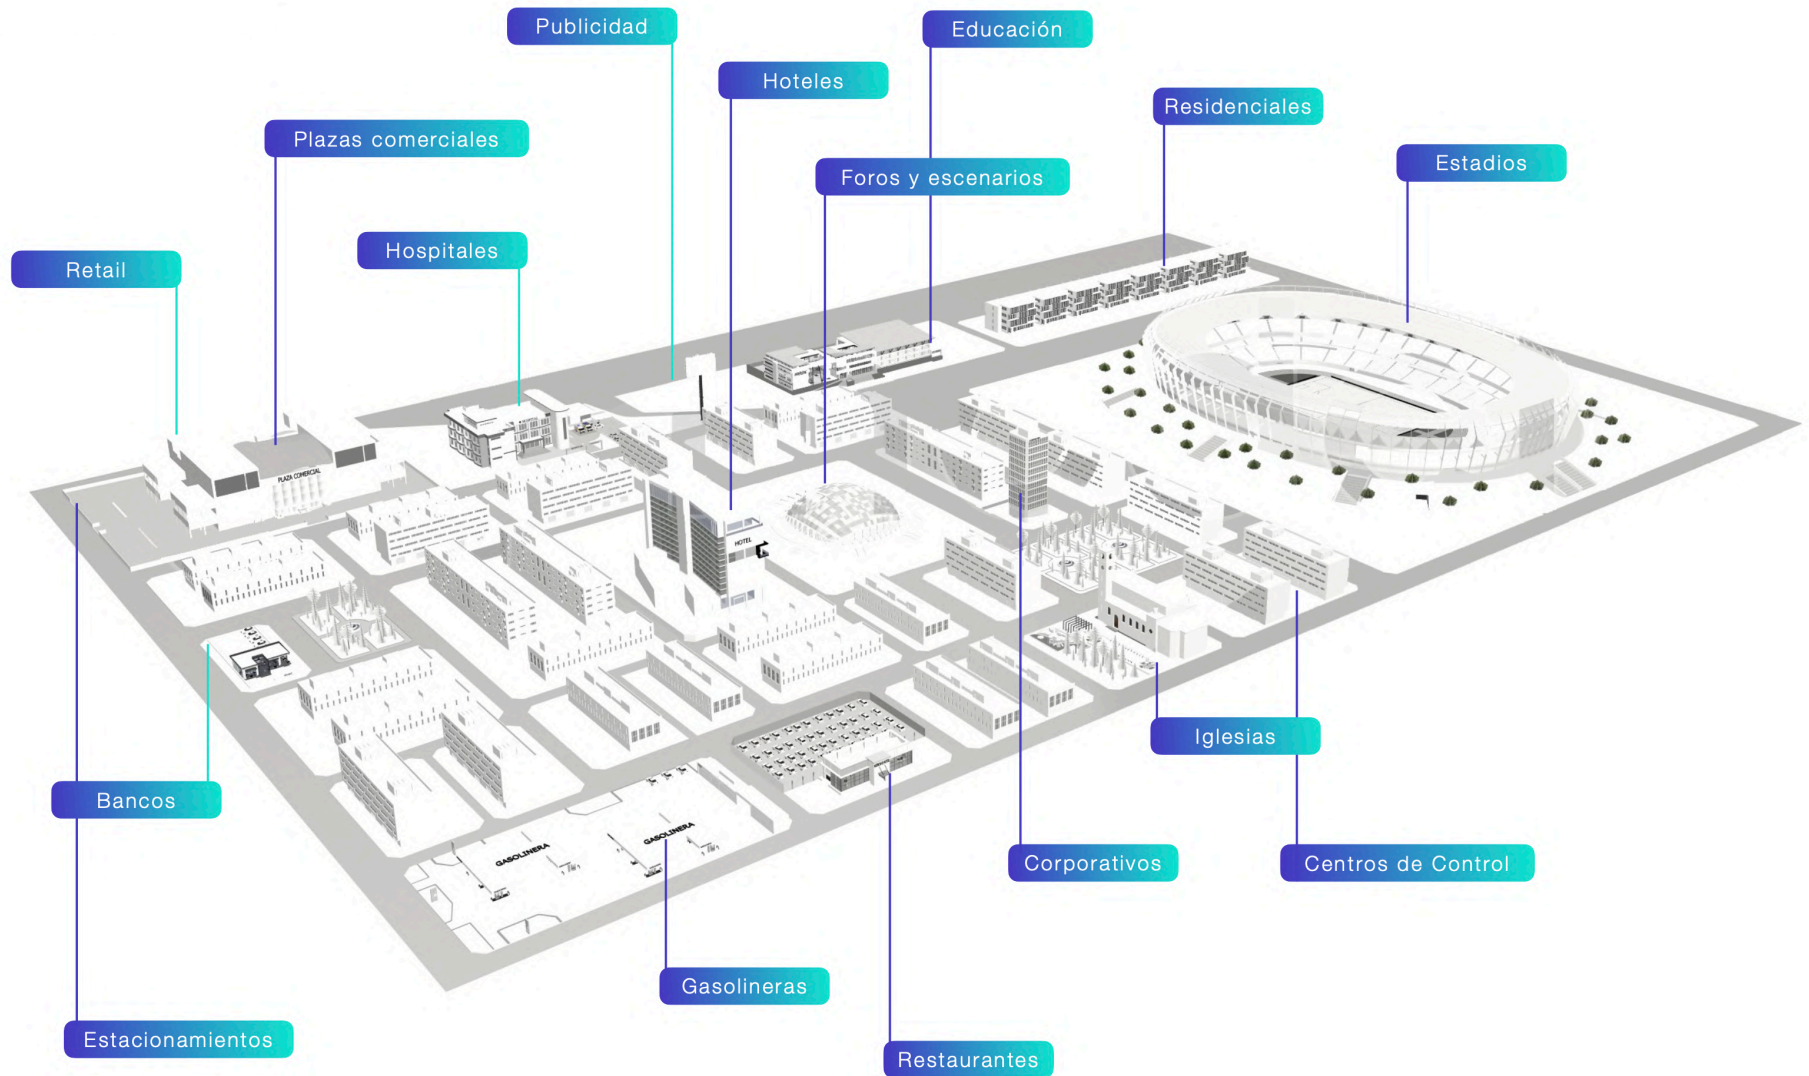 Publicidad
Educación
Hoteles
Residenciales
Plazas comerciales
Estadios
Foros y escenarios
Hospitales
Retail
PLAZA COMERCIAL
HOTEL
Iglesias
Bancos
GASOLINERA
GASOLINERA
Corporativos
Centros de Control
Gasolineras
Estacionamientos
Restaurantes